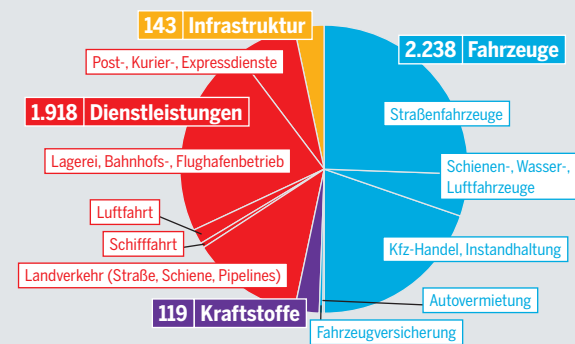 143 Infrastruktur
2.238 Fahrzeuge
Post-, Kurier-, Expressdienste
1.918 Dienstleistungen
Straßenfahrzeuge
Lagerei, Bahnhofs-, Flughafenbetrieb
Schienen-, Wasser-,
Luftfahrzeuge
Luftfahrt
Schifffahrt
Kfz-Handel, Instandhaltung
Landverkehr (Straße, Schiene, Pipelines)
Autovermietung
119 Kraftstoffe
Fahrzeugversicherung